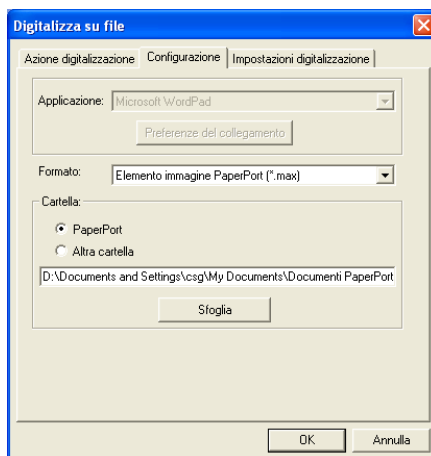 Digitalizza su file
Azione digitalizzazione Configurazione Impostazioni digitalizzazione
Applicazione: Microsoft WordPad
Preferenze del collegamento
Formato: Elemento immagine PaperPort (*.max)
Cartella:
PaperPort
Altra cartella
D:\Documents and Settings\csg\My Documents\Documenti PaperPort
Sfoglia
OK Annulla